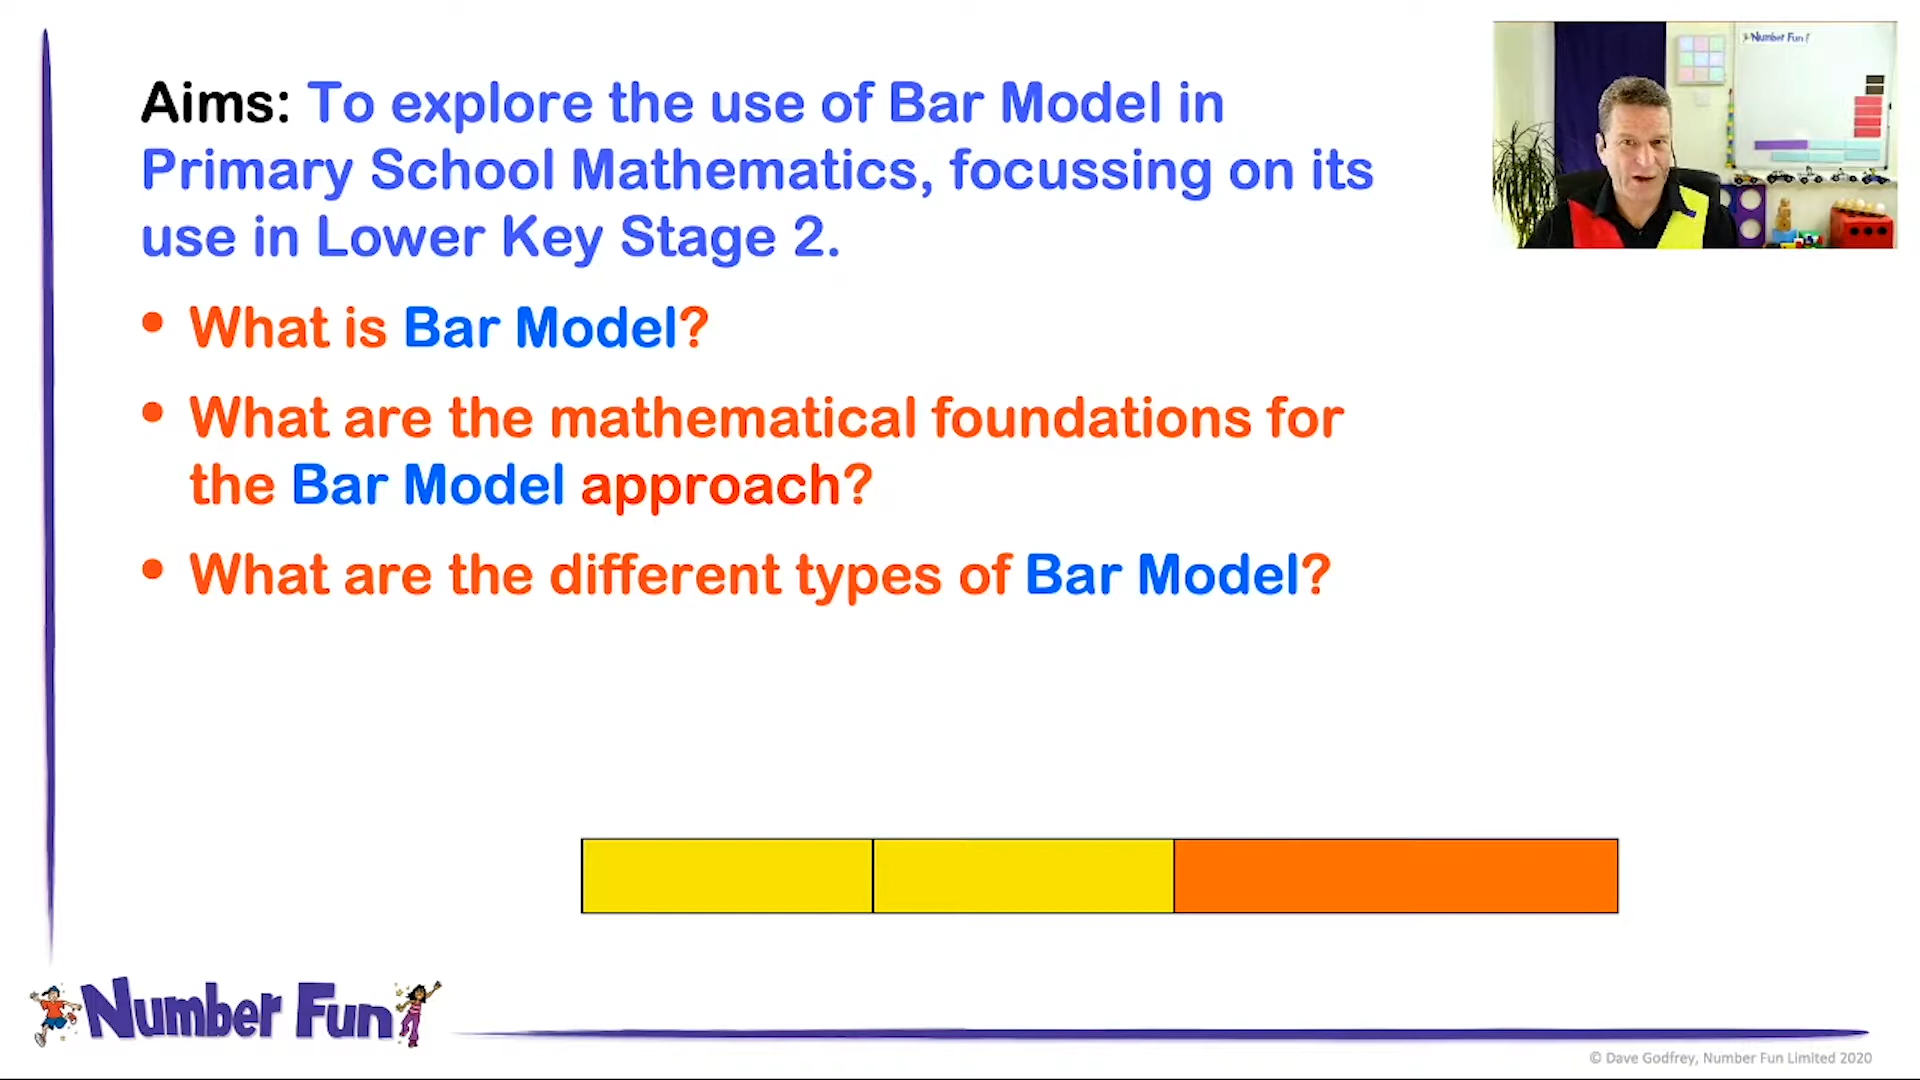 Aims: To explore the use of Bar Model in
Primary School Mathematics, focussing on its
use in Lower Key Stage 2.
• What is Bar Model?
• What are the mathematical foundations for
the Bar Model approach?
• What are the different types of Bar Model?
Number Fun!
Number Fun
© Dave Godfrey, Number Fun Limited 2020